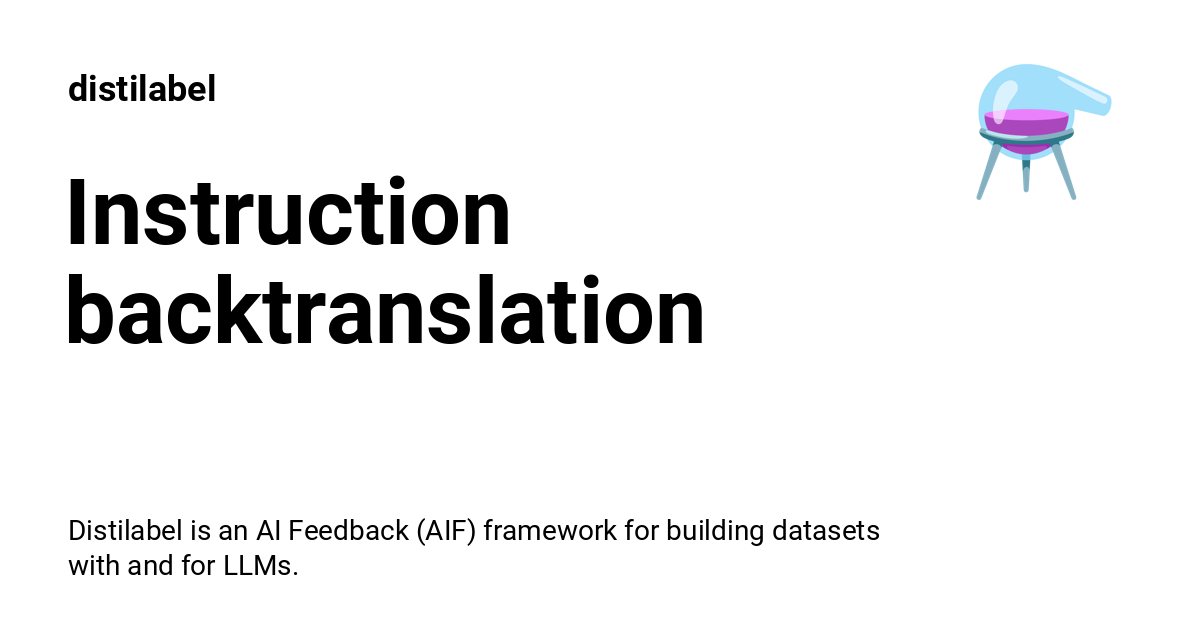 distilabel
Instruction
backtranslation
Distilabel is an AI Feedback (AIF) framework for building datasets
with and for LLMs.